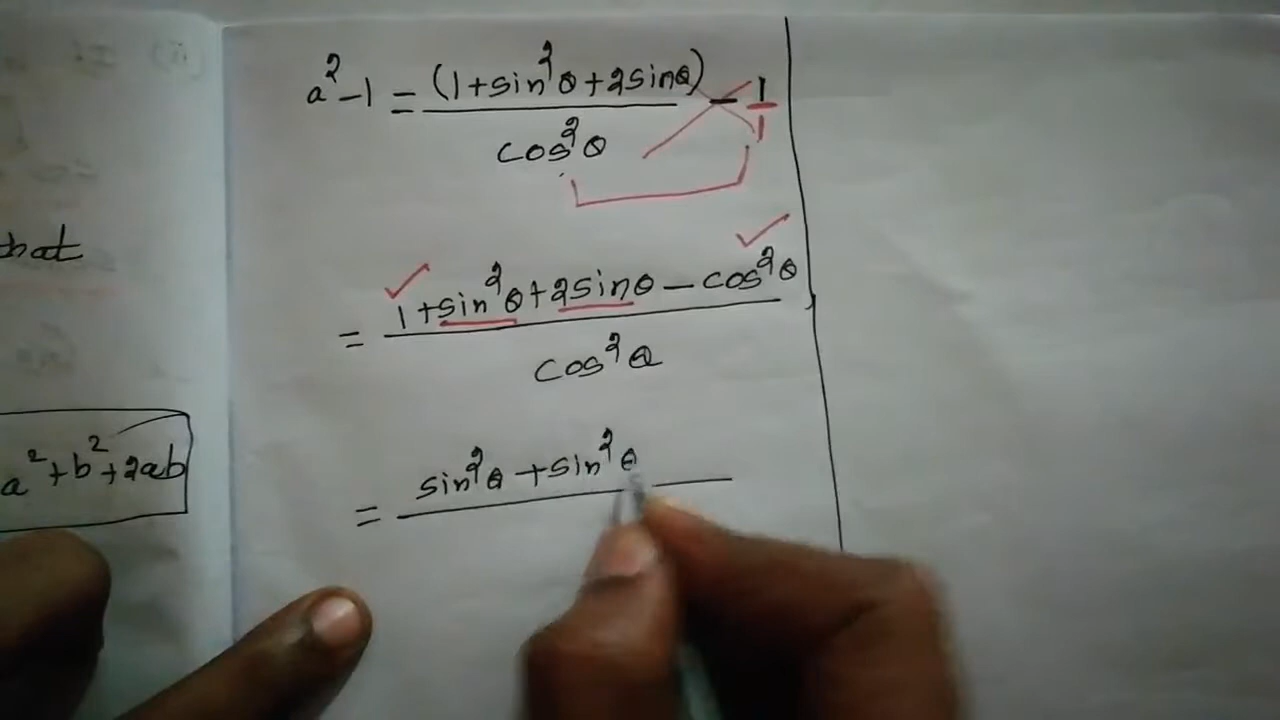 a² - 1 = (1 + sin²θ + 2sinθ) / cos²θ - 1/1
= 1 + sin²θ + 2sinθ - cos²θ / cos²θ
= sin²θ + sin²θ
hat
a² + b² + 2ab